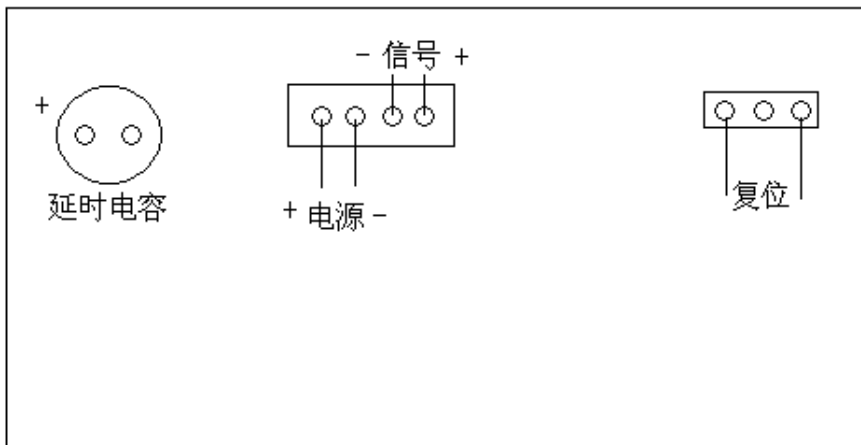 - 信号 +
+
延时电容
+ 电源 -
复位